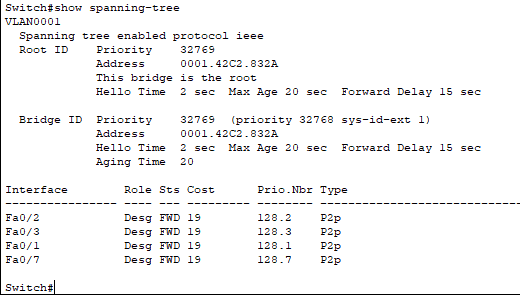 Switch#show spanning-tree
VLAN0001
  Spanning tree enabled protocol ieee
  Root ID    Priority    32769
             Address     0001.42C2.832A
             This bridge is the root
             Hello Time  2 sec  Max Age 20 sec  Forward Delay 15 sec

  Bridge ID  Priority    32769  (priority 32768 sys-id-ext 1)
             Address     0001.42C2.832A
             Hello Time  2 sec  Max Age 20 sec  Forward Delay 15 sec
             Aging Time  20

Interface        Role Sts Cost      Prio.Nbr Type
---------------- ---- --- --------- -------- --------------------------------
Fa0/2            Desg FWD 19        128.2    P2p
Fa0/3            Desg FWD 19        128.3    P2p
Fa0/1            Desg FWD 19        128.1    P2p
Fa0/7            Desg FWD 19        128.7    P2p

Switch#